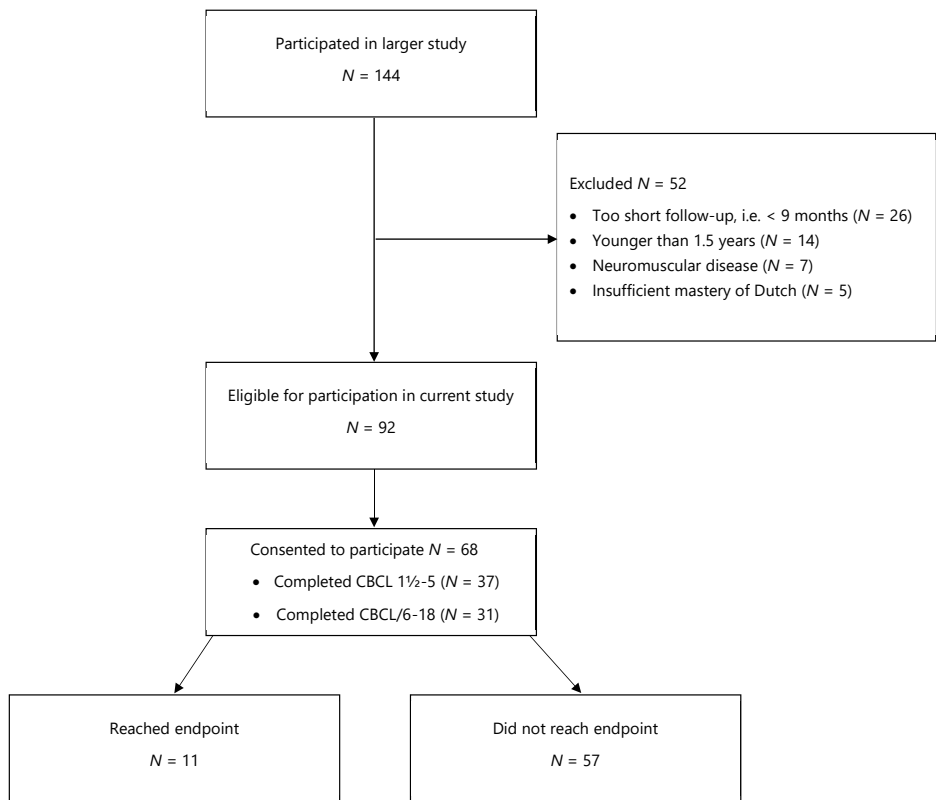 Participated in larger study
N = 144
Excluded N = 52
• Too short follow-up, i.e. < 9 months (N = 26)
• Younger than 1.5 years (N = 14)
• Neuromuscular disease (N = 7)
• Insufficient mastery of Dutch (N = 5)
Eligible for participation in current study
N = 92
Consented to participate N = 68
• Completed CBCL 1½-5 (N = 37)
• Completed CBCL/6-18 (N = 31)
Reached endpoint
N = 11
Did not reach endpoint
N = 57